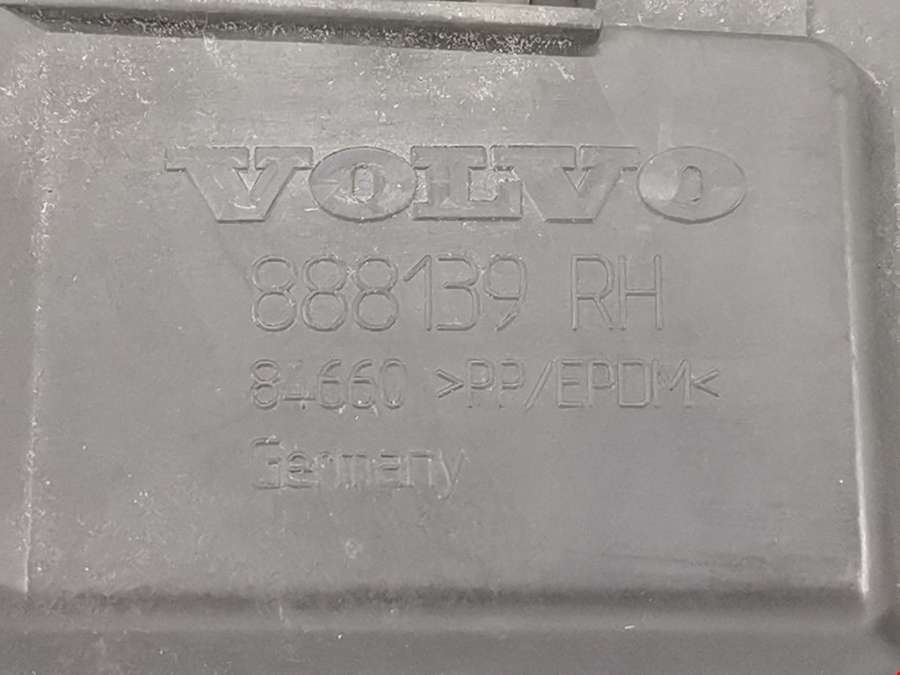 VOLVO
888139 RH
84660 >PP/EPDM<
Germany